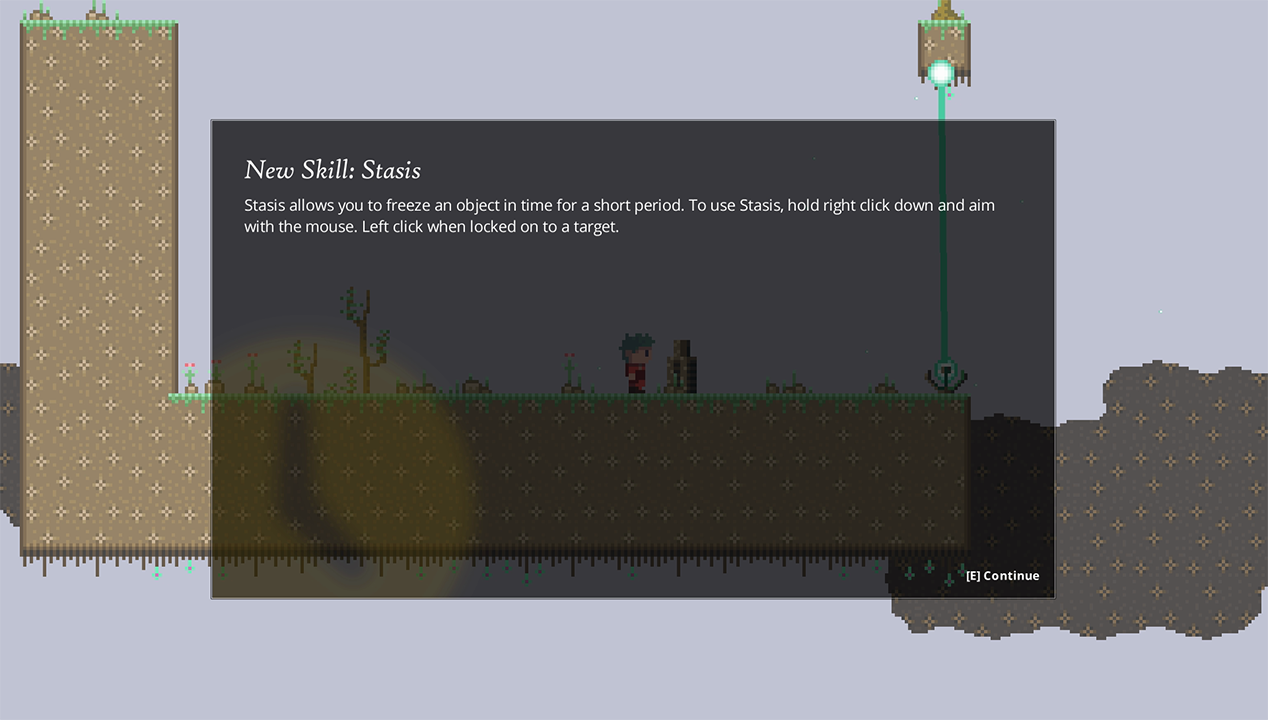 New Skill: Stasis
Stasis allows you to freeze an object in time for a short period. To use Stasis, hold right click down and aim
with the mouse. Left click when locked on to a target.
[E] Continue